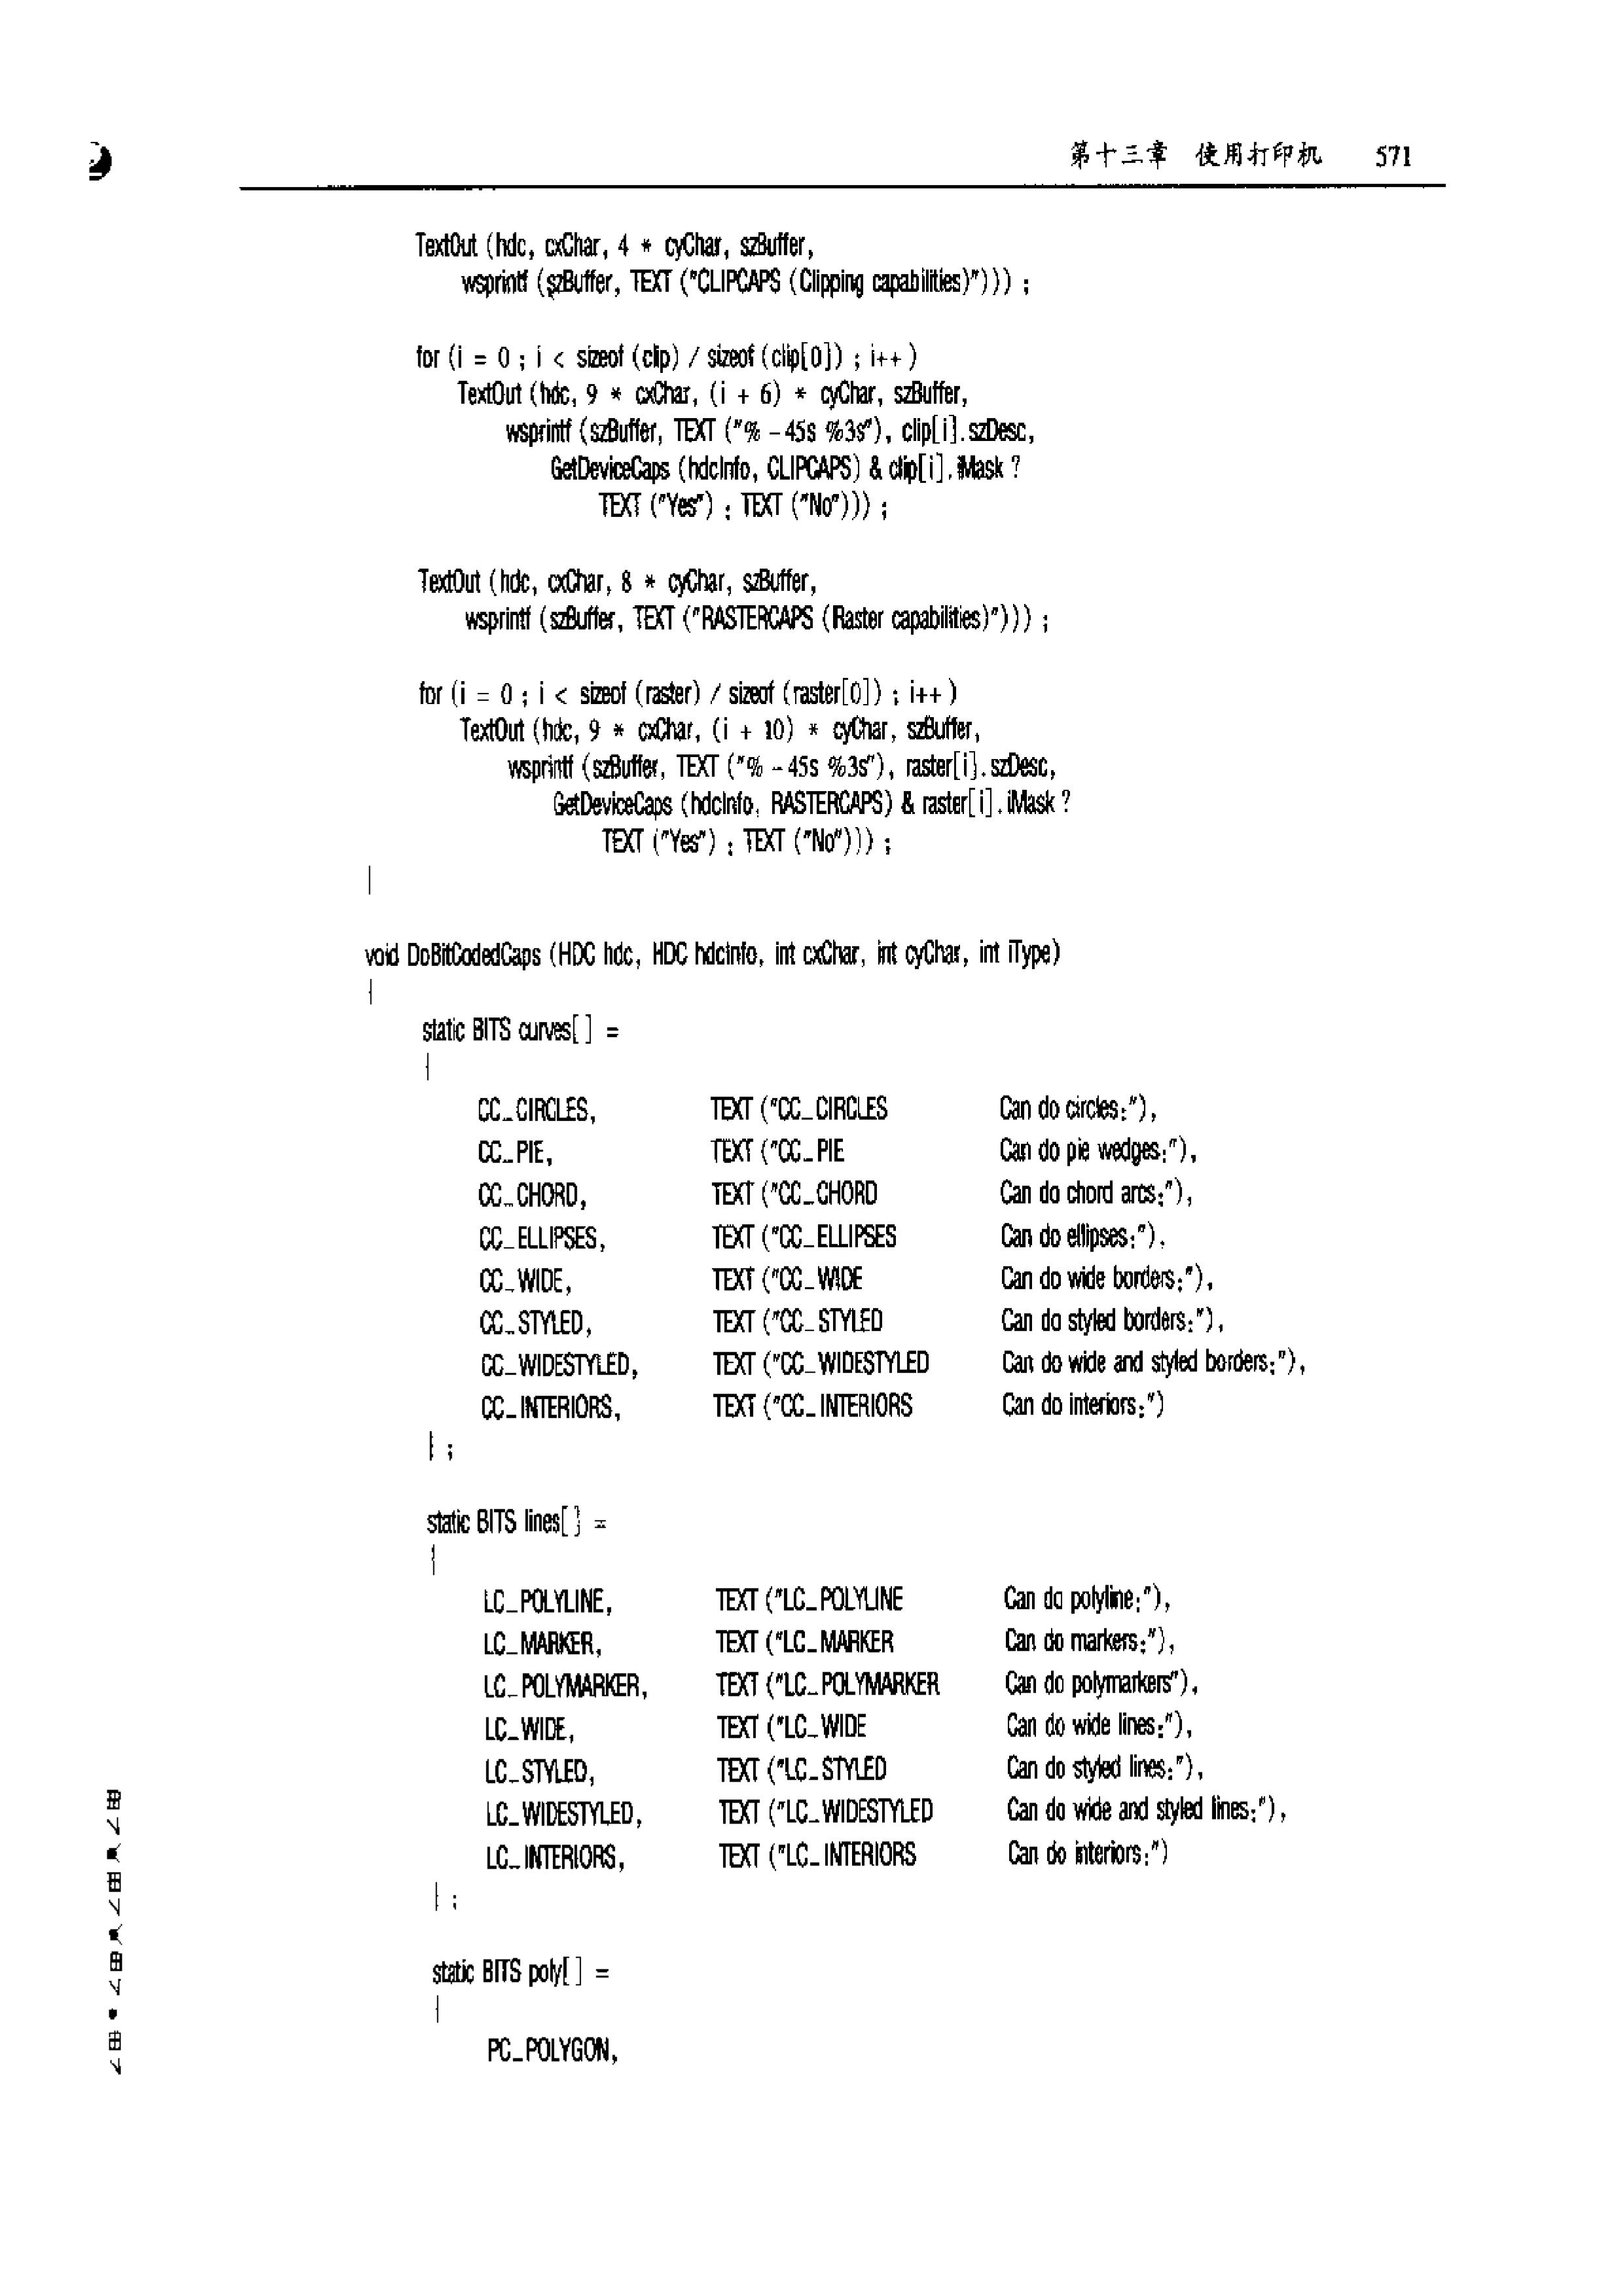 第十三章 使用打印机 571
TextOut (hdc, cxChar, 4 * cyChar, szBuffer,
wsprintf (szBuffer, TEXT ("CLIPCAPS (Clipping capabilities)"))) ;
for (i = 0 ; i < sizeof (clip) / sizeof (clip[0]) ; i++ )
TextOut (hdc, 9 * cxChar, (i + 6) * cyChar, szBuffer,
wsprintf (szBuffer, TEXT ("% -45s %3s"), clip[i].szDesc,
GetDeviceCaps (hdcInfo, CLIPCAPS) & clip[i].iMask ?
TEXT ("Yes") : TEXT ("No"))) ;
TextOut (hdc, cxChar, 8 * cyChar, szBuffer,
wsprintf (szBuffer, TEXT ("RASTERCAPS (Raster capabilities)"))) ;
for (i = 0 ; i < sizeof (raster) / sizeof (raster[0]) ; i++ )
TextOut (hdc, 9 * cxChar, (i + 10) * cyChar, szBuffer,
wsprintf (szBuffer, TEXT ("% -45s %3s"), raster[i].szDesc,
GetDeviceCaps (hdcInfo, RASTERCAPS) & raster[i].iMask ?
TEXT ("Yes") : TEXT ("No"))) ;
}
void DoBitCodedCaps (HDC hdc, HDC hdcInfo, int cxChar, int cyChar, int iType)
{
static BITS curves[ ] =
{
CC_CIRCLES, TEXT ("CC_CIRCLES Can do circles:"),
CC_PIE, TEXT ("CC_PIE Can do pie wedges:"),
CC_CHORD, TEXT ("CC_CHORD Can do chord arcs:"),
CC_ELLIPSES, TEXT ("CC_ELLIPSES Can do ellipses:"),
CC_WIDE, TEXT ("CC_WIDE Can do wide borders:"),
CC_STYLED, TEXT ("CC_STYLED Can do styled borders:"),
CC_WIDESTYLED, TEXT ("CC_WIDESTYLED Can do wide and styled borders:"),
CC_INTERIORS, TEXT ("CC_INTERIORS Can do interiors:")
} ;
static BITS lines[ ] =
{
LC_POLYLINE, TEXT ("LC_POLYLINE Can do polyline:"),
LC_MARKER, TEXT ("LC_MARKER Can do markers:"),
LC_POLYMARKER, TEXT ("LC_POLYMARKER Can do polymarkers"),
LC_WIDE, TEXT ("LC_WIDE Can do wide lines:"),
LC_STYLED, TEXT ("LC_STYLED Can do styled lines:"),
LC_WIDESTYLED, TEXT ("LC_WIDESTYLED Can do wide and styled lines:"),
LC_INTERIORS, TEXT ("LC_INTERIORS Can do interiors:")
} ;
static BITS poly[ ] =
{
PC_POLYGON,